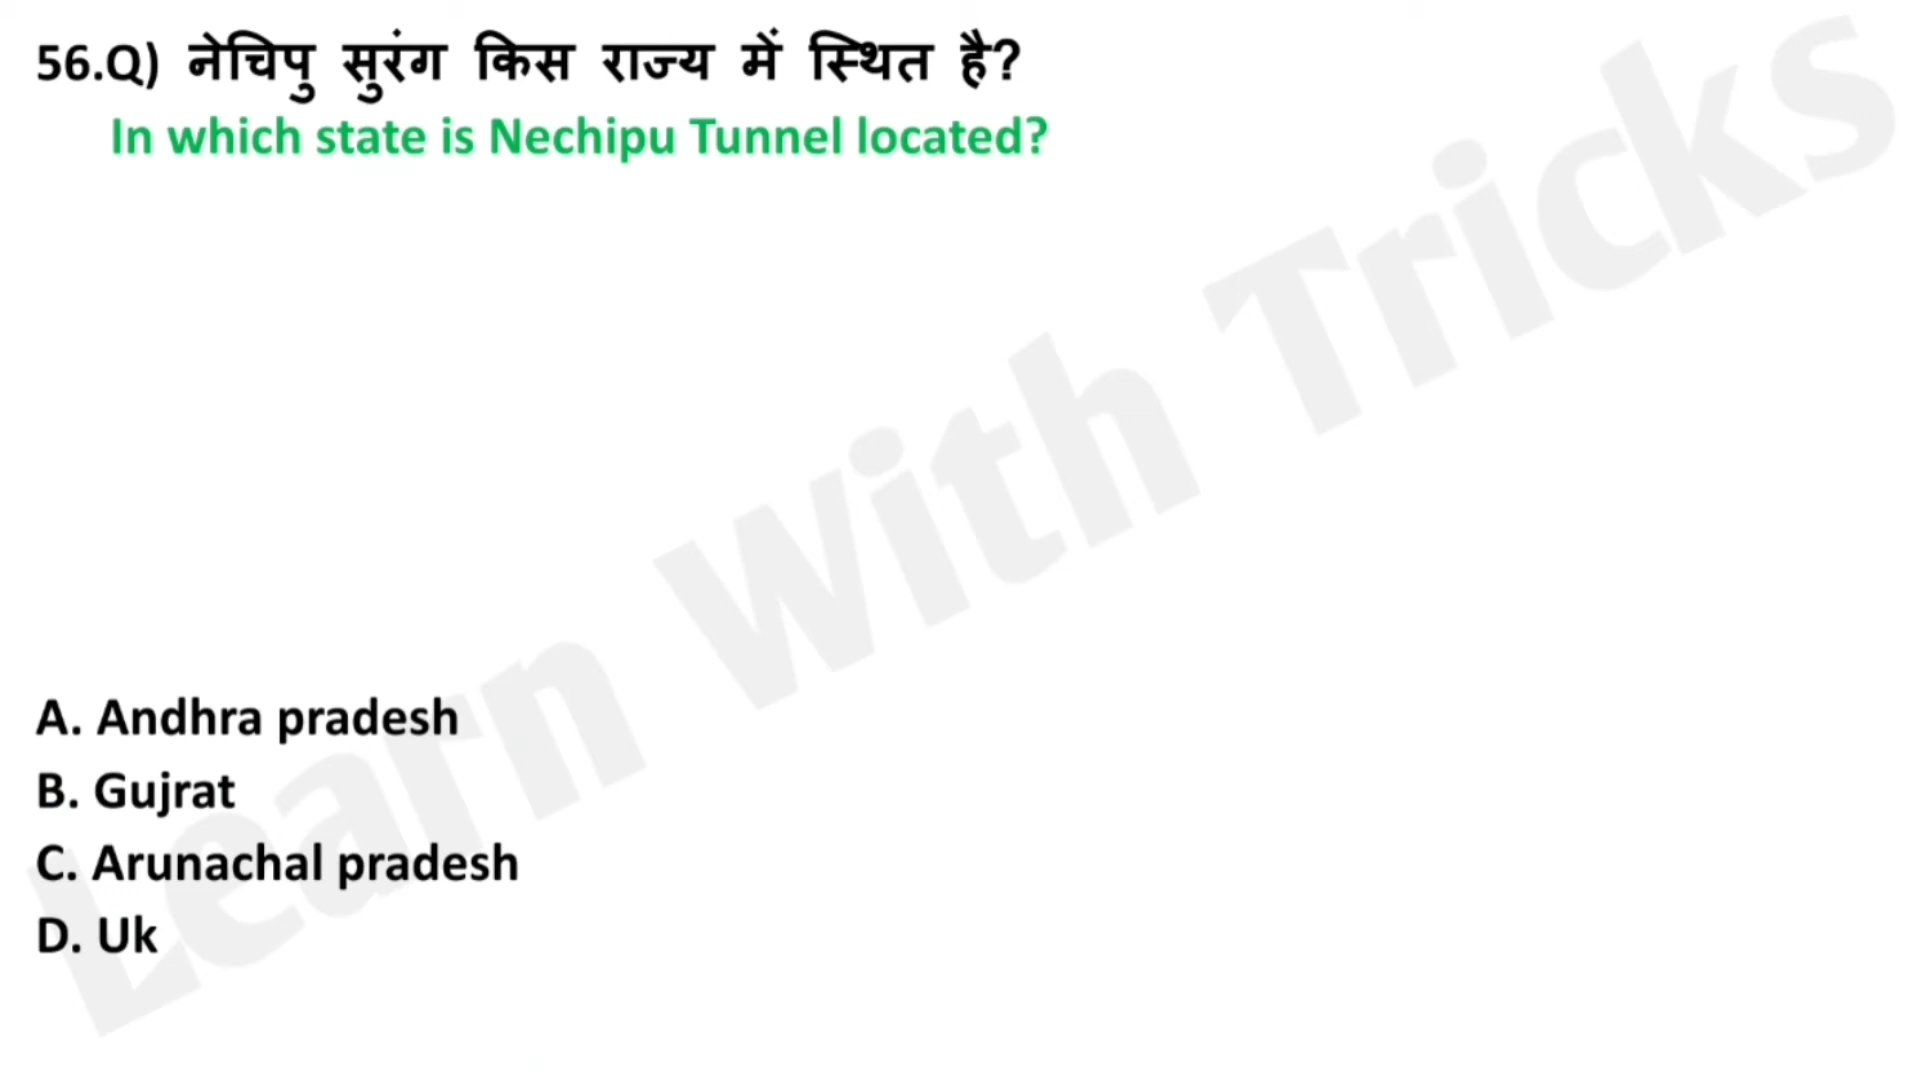 56.Q) नेचिपु सुरंग किस राज्य में स्थित है?
In which state is Nechipu Tunnel located?
Learn With Tricks
A. Andhra pradesh
B. Gujrat
C. Arunachal pradesh
D. Uk